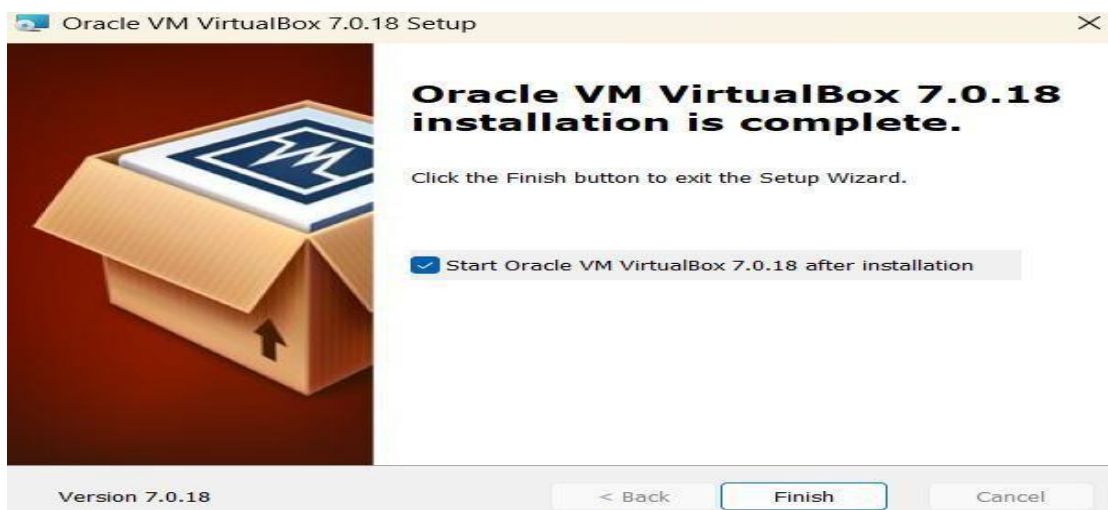 Oracle VM VirtualBox 7.0.18 Setup
Oracle VM VirtualBox 7.0.18
installation is complete.
Click the Finish button to exit the Setup Wizard.
Start Oracle VM VirtualBox 7.0.18 after installation
Version 7.0.18
< Back
Finish
Cancel